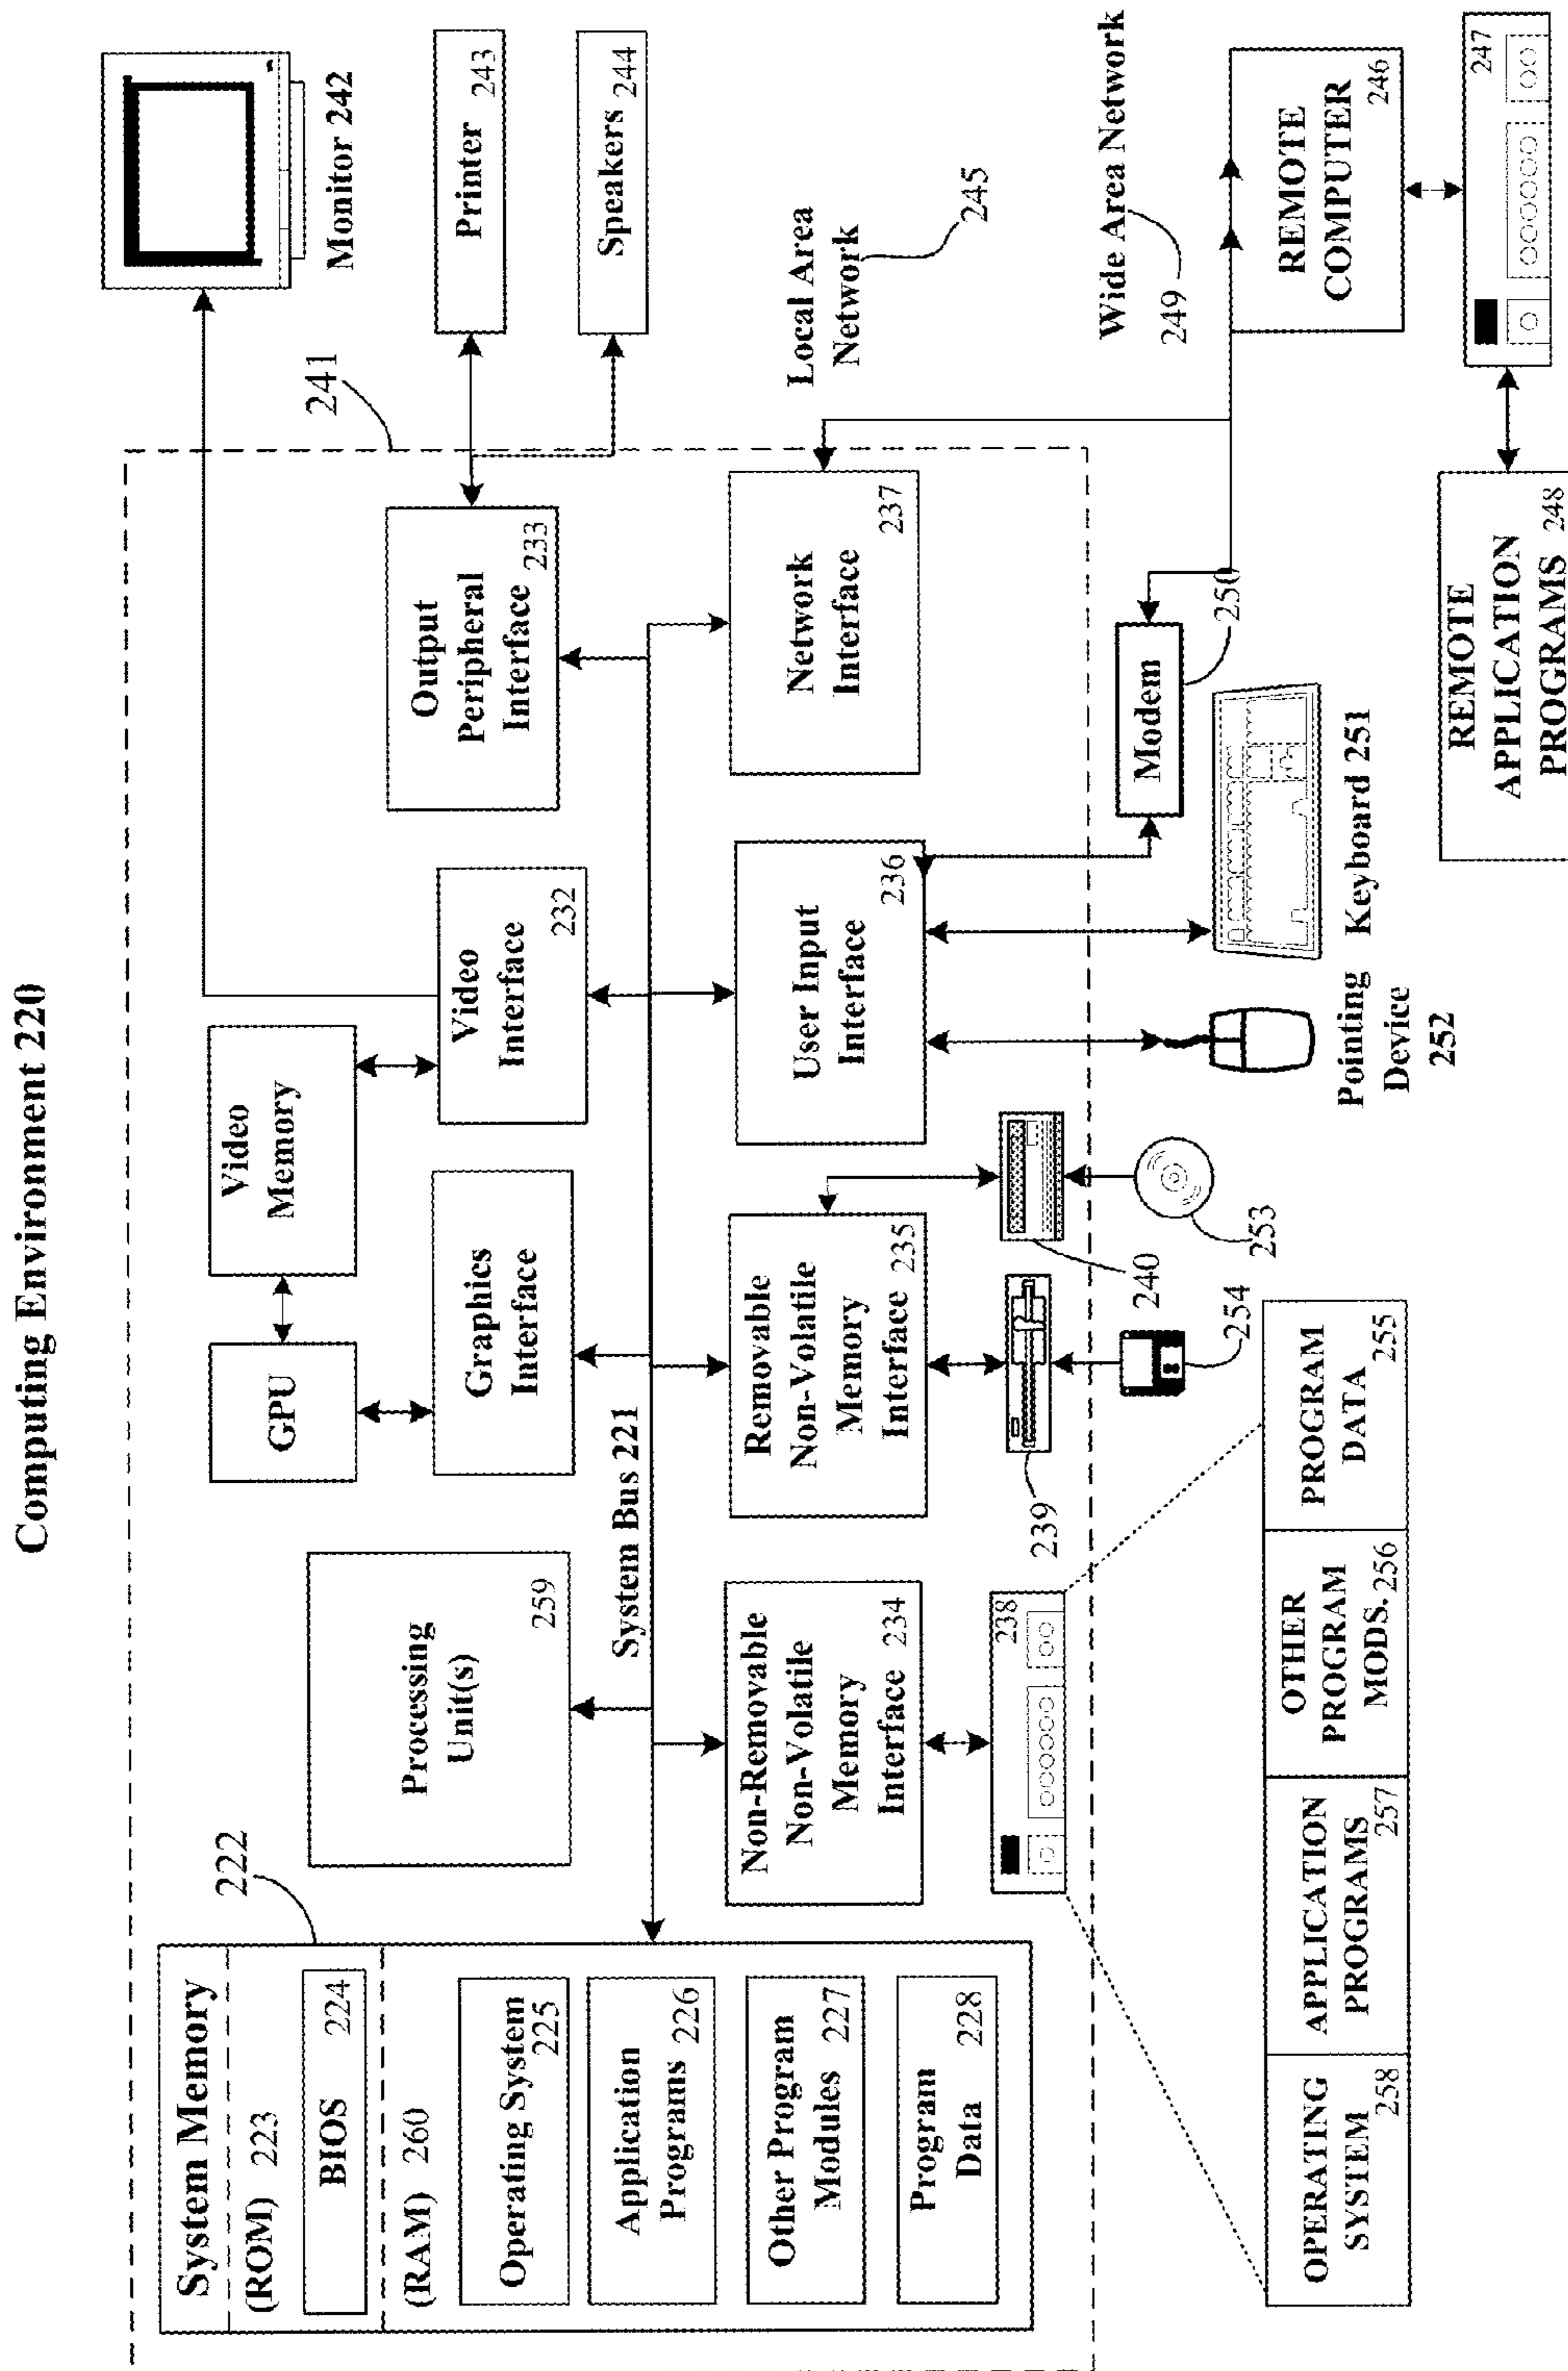 Computing Environment 220
System Memory
222
(ROM) 223
BIOS 224
(RAM) 260
Operating System
225
Application
Programs 226
Other Program
Modules 227
Program
Data 228
Processing
Unit(s)
259
GPU
Video
Memory
Graphics
Interface
Video
Interface
232
Output
Peripheral
Interface
233
241
Monitor 242
Printer
243
Speakers
244
System Bus 221
Non-Removable
Non-Volatile
Memory
Interface 234
Removable
Non-Volatile
Memory
Interface 235
User Input
Interface
236
Network
Interface
237
Local Area
Network
245
238
239
240
Modem
250
Wide Area Network
249
254
253
Pointing
Device
252
Keyboard 251
REMOTE
COMPUTER
246
247
OPERATING
SYSTEM
258
APPLICATION
PROGRAMS
257
OTHER
PROGRAM
MODS. 256
PROGRAM
DATA
255
REMOTE
APPLICATION
PROGRAMS 248